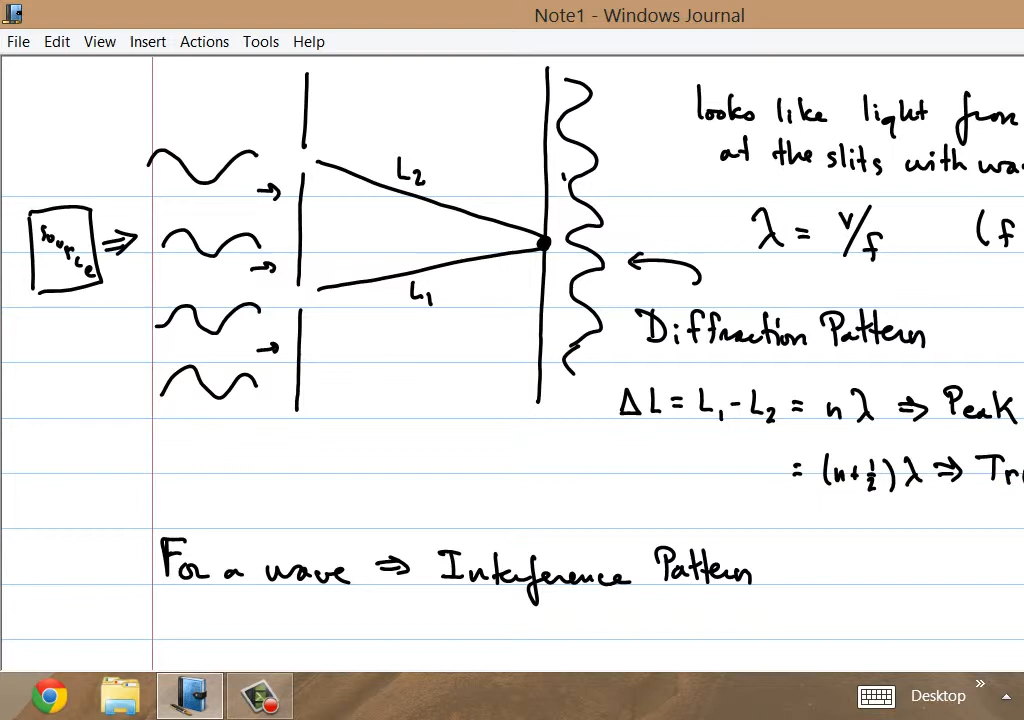 Note1 - Windows Journal
File Edit View Insert Actions Tools Help
looks like light from
at the slits with
L2
Source
λ = v/f (f
L1
Diffraction Pattern
ΔL = L1 - L2 = nλ ⇒ Peak
= (n+½)λ ⇒
For a wave ⇒ Interference Pattern
Desktop